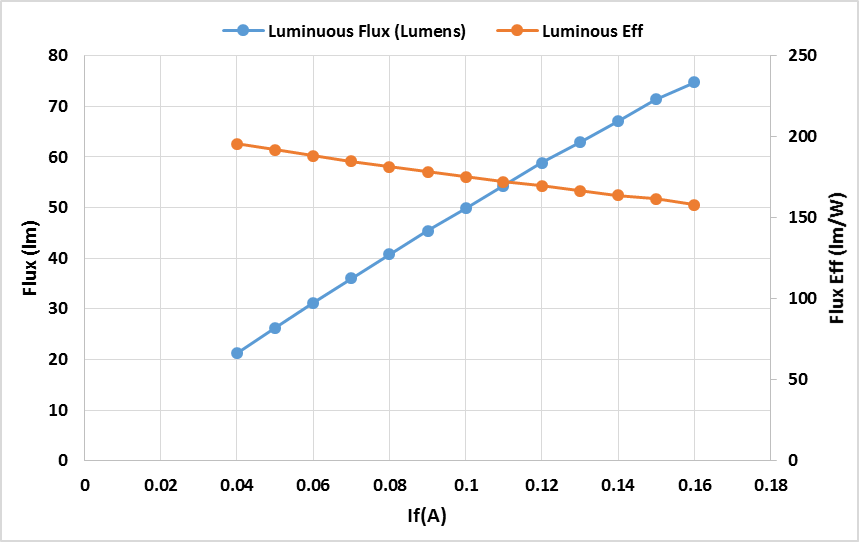 Luminuous Flux (Lumens) Luminous Eff
80 250
70
60 200
50 150
40
30 100
20 50
10
0 0
0 0.02 0.04 0.06 0.08 0.1 0.12 0.14 0.16 0.18
Flux (lm)
Flux Eff (lm/W)
If(A)